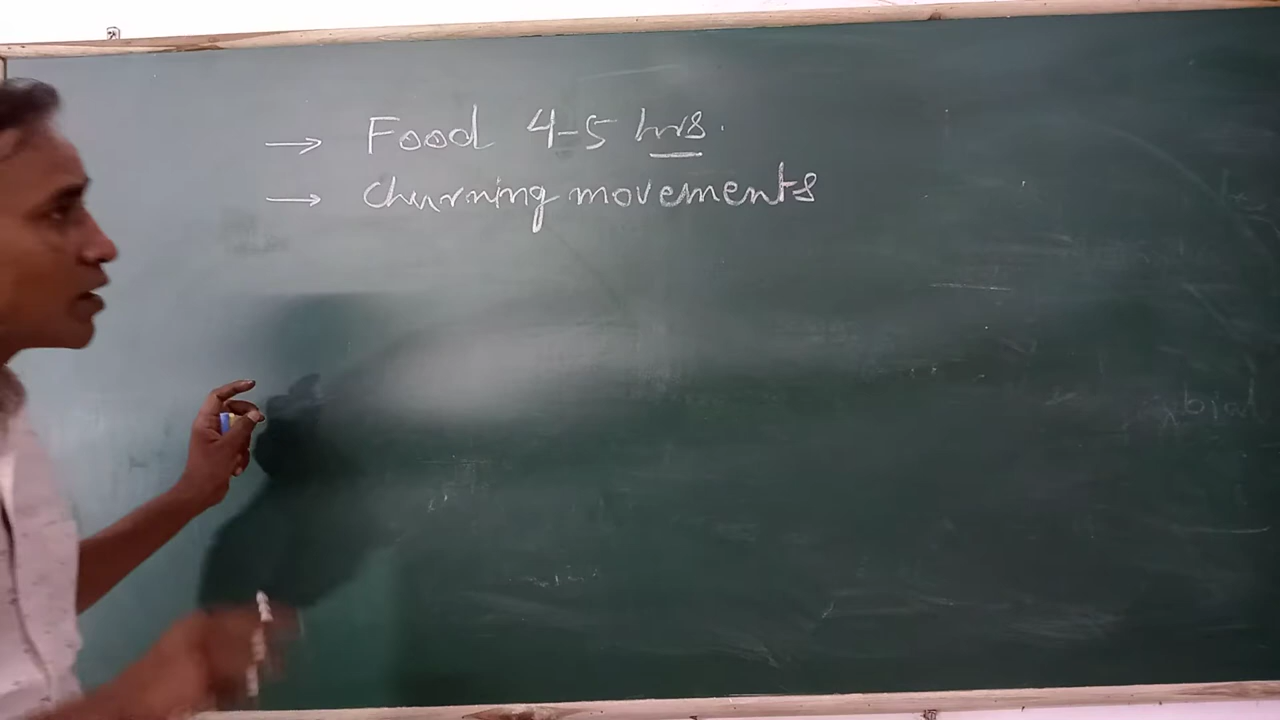 → Food 4-5 hrs.
→ Churning movements